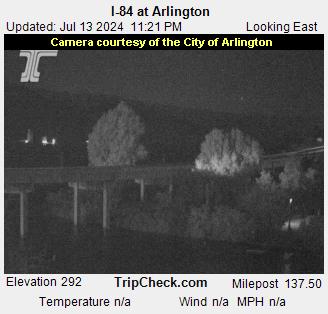 I-84 at Arlington
Updated: Jul 13 2024 11:21 PM Looking East
Camera courtesy of the City of Arlington
Elevation 292 TripCheck.com Milepost 137.50
Temperature n/a Wind n/a MPH n/a